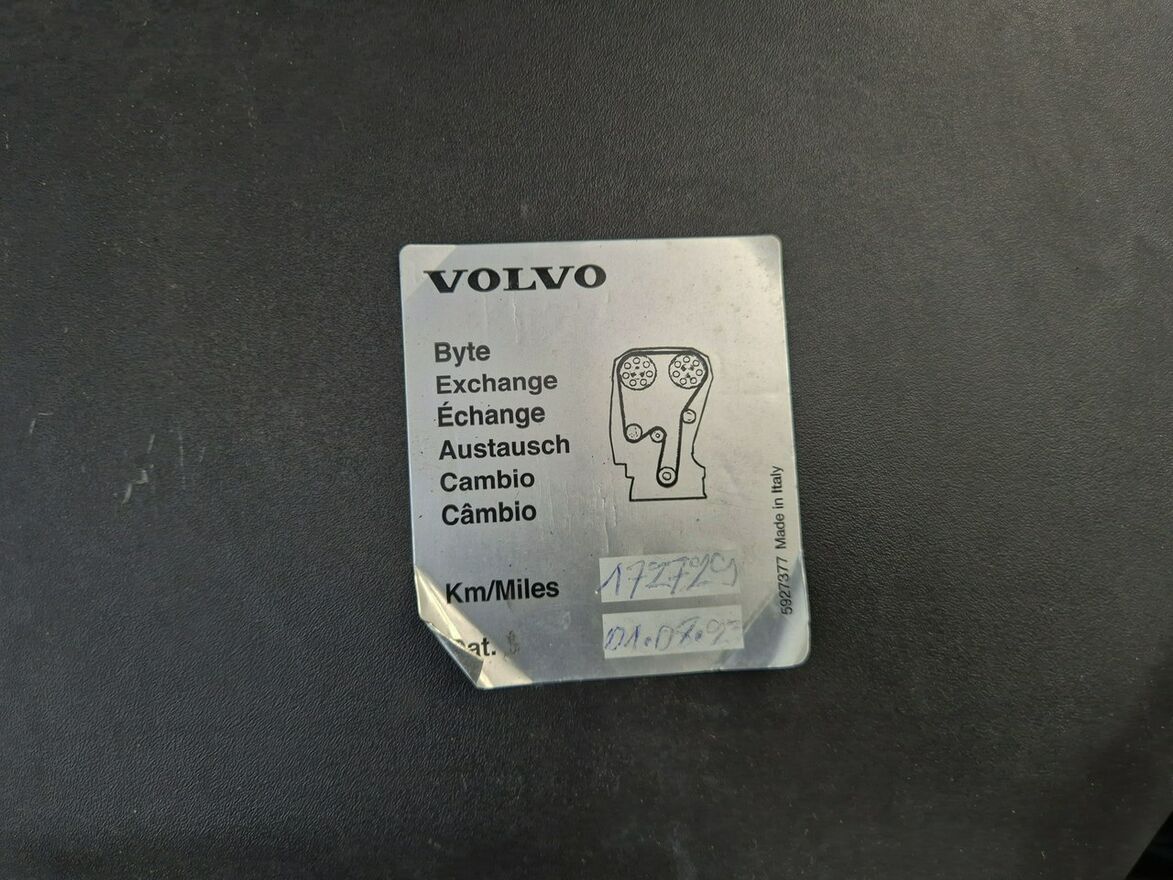 VOLVO
Byte
Exchange
Échange
Austausch
Cambio
Câmbio
Km/Miles 172729
01.07.97
5927377 Made in Italy